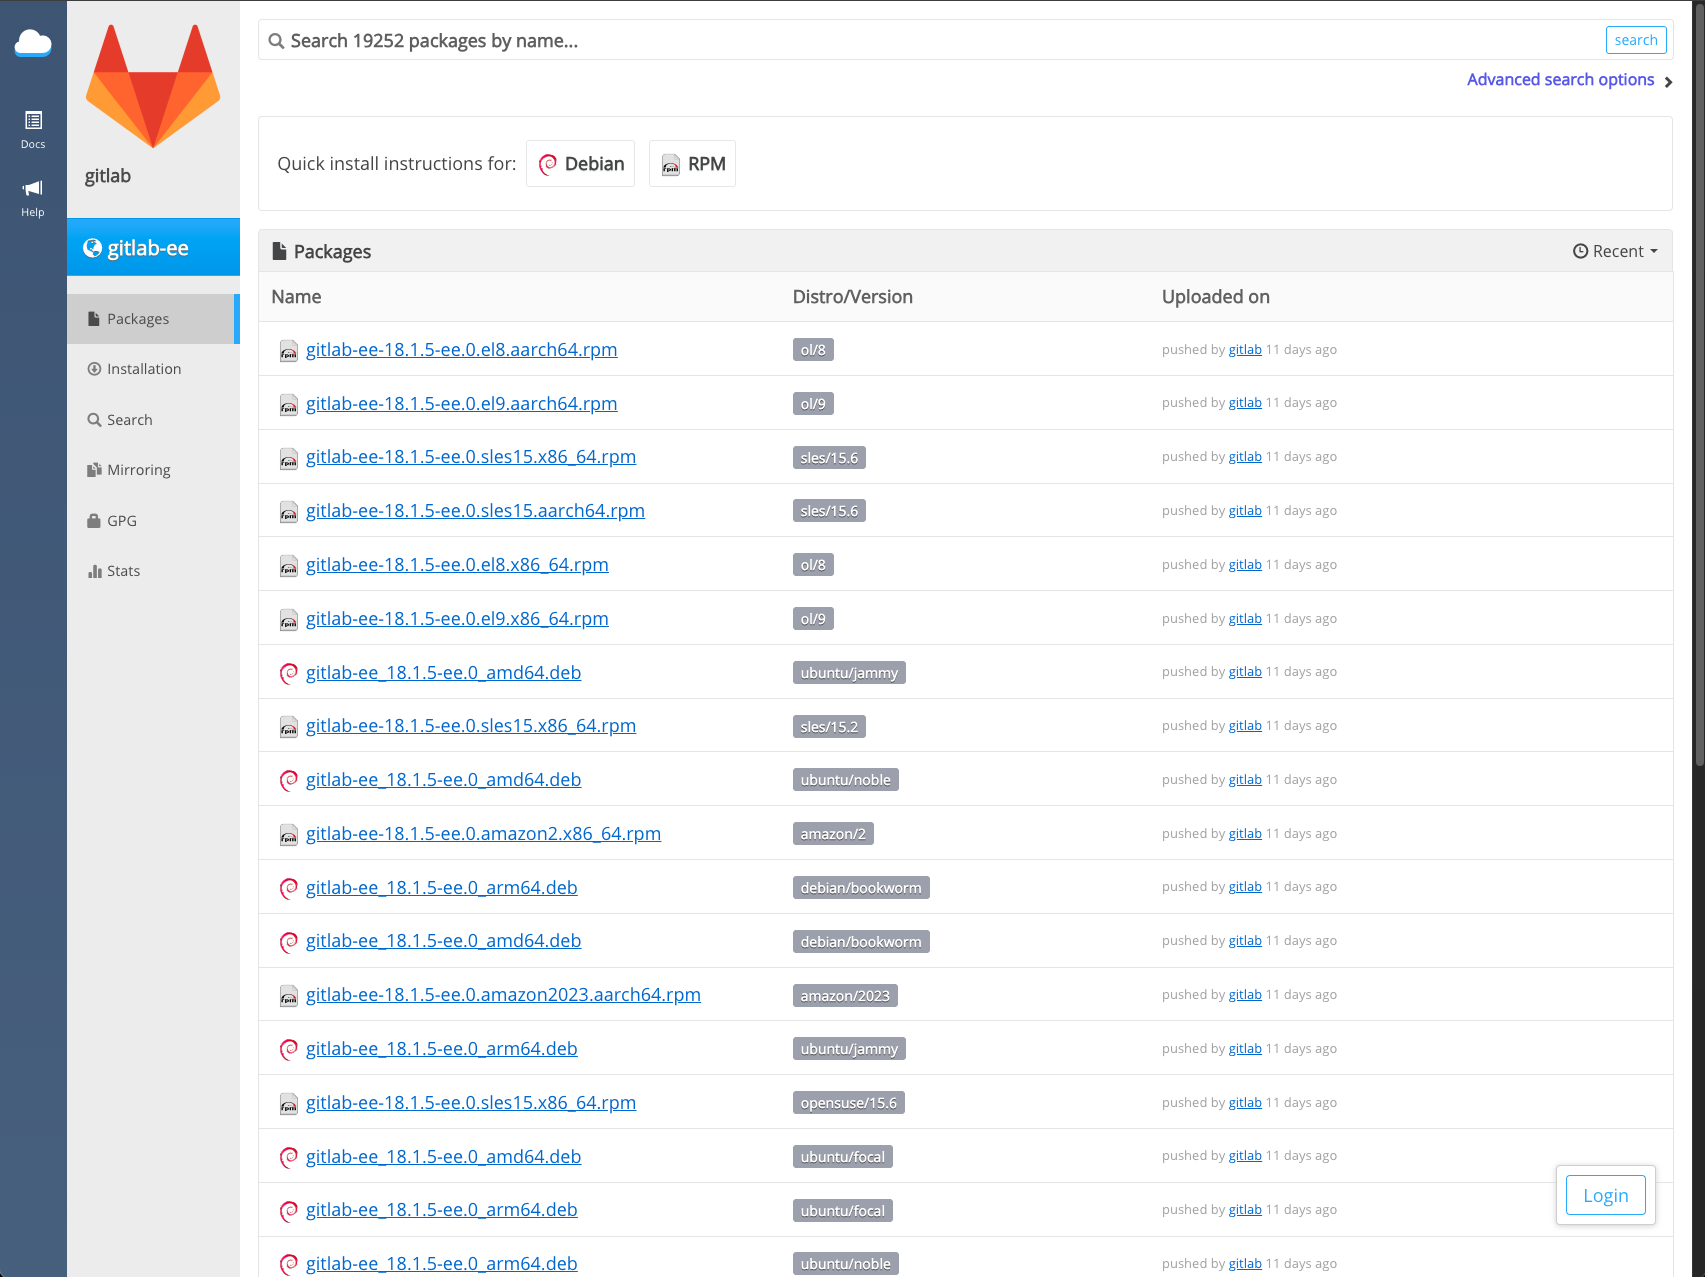 Docs
Help
gitlab
gitlab-ee
Packages
Installation
Search
Mirroring
GPG
Stats
Search 19252 packages by name...
search
Advanced search options
Quick install instructions for: Debian RPM
Packages Recent
Name Distro/Version Uploaded on
gitlab-ee-18.1.5-ee.0.el8.aarch64.rpm ol/8 pushed by gitlab 11 days ago
gitlab-ee-18.1.5-ee.0.el9.aarch64.rpm ol/9 pushed by gitlab 11 days ago
gitlab-ee-18.1.5-ee.0.sles15.x86_64.rpm sles/15.6 pushed by gitlab 11 days ago
gitlab-ee-18.1.5-ee.0.sles15.aarch64.rpm sles/15.6 pushed by gitlab 11 days ago
gitlab-ee-18.1.5-ee.0.el8.x86_64.rpm ol/8 pushed by gitlab 11 days ago
gitlab-ee-18.1.5-ee.0.el9.x86_64.rpm ol/9 pushed by gitlab 11 days ago
gitlab-ee_18.1.5-ee.0_amd64.deb ubuntu/jammy pushed by gitlab 11 days ago
gitlab-ee-18.1.5-ee.0.sles15.x86_64.rpm sles/15.2 pushed by gitlab 11 days ago
gitlab-ee_18.1.5-ee.0_amd64.deb ubuntu/noble pushed by gitlab 11 days ago
gitlab-ee-18.1.5-ee.0.amazon2.x86_64.rpm amazon/2 pushed by gitlab 11 days ago
gitlab-ee_18.1.5-ee.0_arm64.deb debian/bookworm pushed by gitlab 11 days ago
gitlab-ee_18.1.5-ee.0_amd64.deb debian/bookworm pushed by gitlab 11 days ago
gitlab-ee-18.1.5-ee.0.amazon2023.aarch64.rpm amazon/2023 pushed by gitlab 11 days ago
gitlab-ee_18.1.5-ee.0_arm64.deb ubuntu/jammy pushed by gitlab 11 days ago
gitlab-ee-18.1.5-ee.0.sles15.x86_64.rpm opensuse/15.6 pushed by gitlab 11 days ago
gitlab-ee_18.1.5-ee.0_amd64.deb ubuntu/focal pushed by gitlab 11 days ago
gitlab-ee_18.1.5-ee.0_arm64.deb ubuntu/focal pushed by gitlab 11 days ago
gitlab-ee_18.1.5-ee.0_arm64.deb ubuntu/noble pushed by gitlab 11 days ago
Login